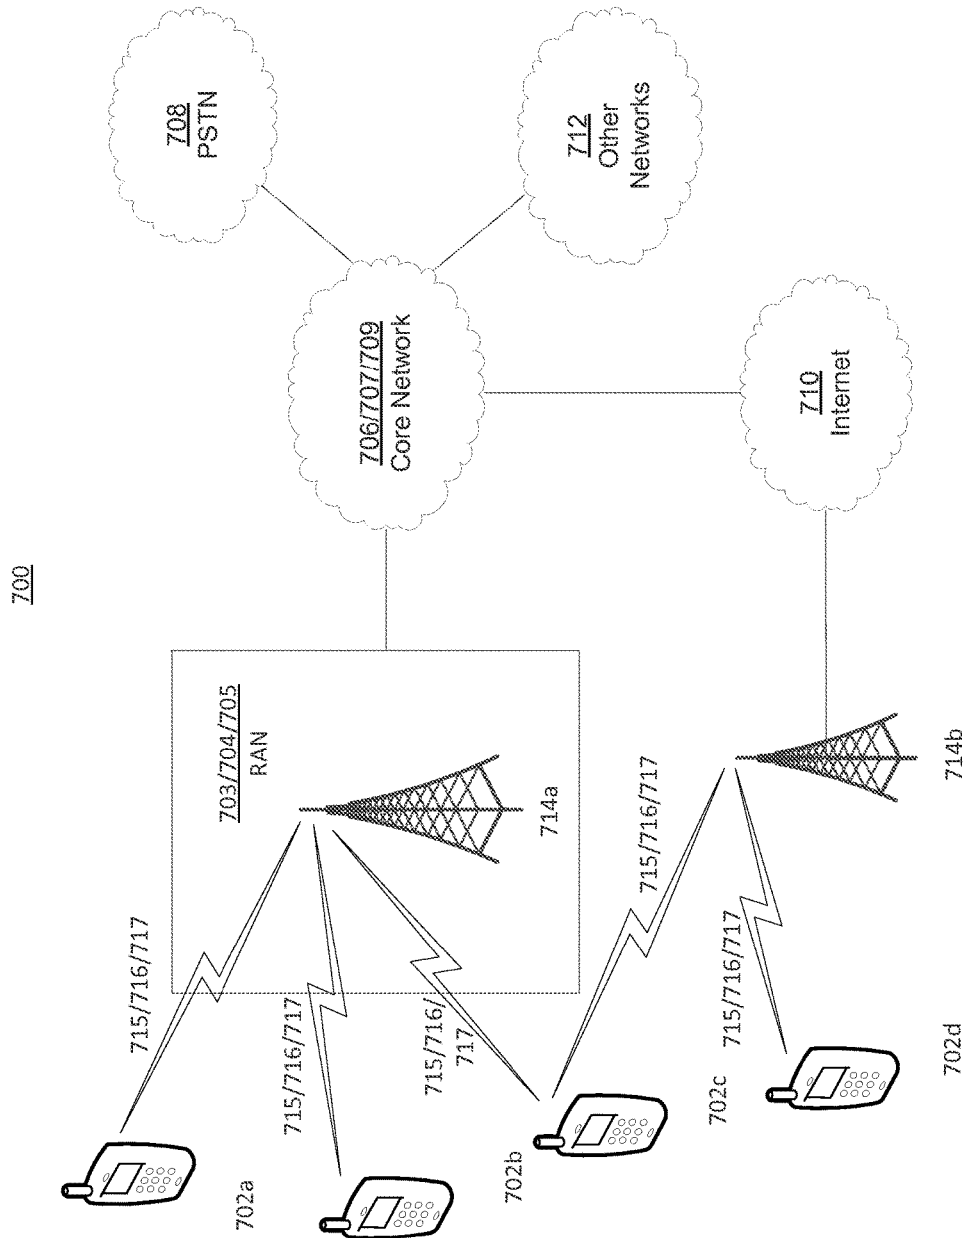 700
708
PSTN
712
Other
Networks
706/707/709
Core Network
710
Internet
703/704/705
RAN
714a
714b
715/716/717
715/716/717
715/716/
717
715/716/717
715/716/717
702a
702b
702c
702d